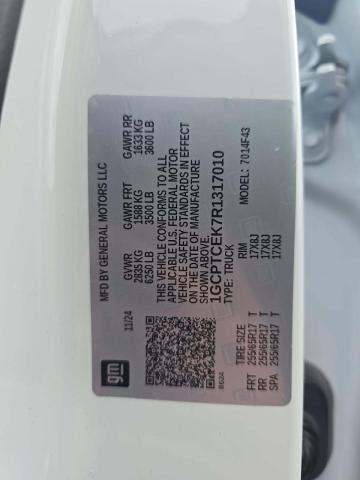 MFD BY GENERAL MOTORS LLC
11/24
gm
GVWR GAWR FRT GAWR RR
2835 KG 1588 KG 1633 KG
6250 LB 3500 LB 3600 LB
THIS VEHICLE CONFORMS TO ALL
APPLICABLE U.S. FEDERAL MOTOR
VEHICLE SAFETY STANDARDS IN EFFECT
ON THE DATE OF MANUFACTURE
SHOWN ABOVE.
1GCPTCEK7R1317010
TYPE: TRUCK MODEL: 7014F43
TIRE SIZE RIM
FRT 255/65R17 T 17X8J
RR 255/65R17 T 17X8J
SPA 255/65R17 T 17X8J